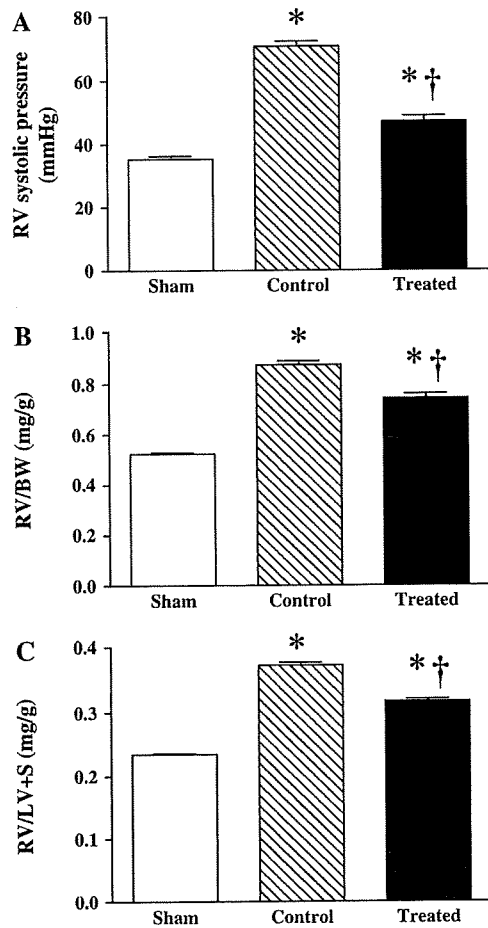 A
RV systolic pressure
(mmHg)
80
60
40
20
0
*
*‡
Sham Control Treated
B
RV/BW (mg/g)
1.0
0.8
0.6
0.4
0.2
0.0
*
*‡
Sham Control Treated
C
RV/LV+S (mg/g)
0.4
0.3
0.2
0.1
0.0
*
*‡
Sham Control Treated